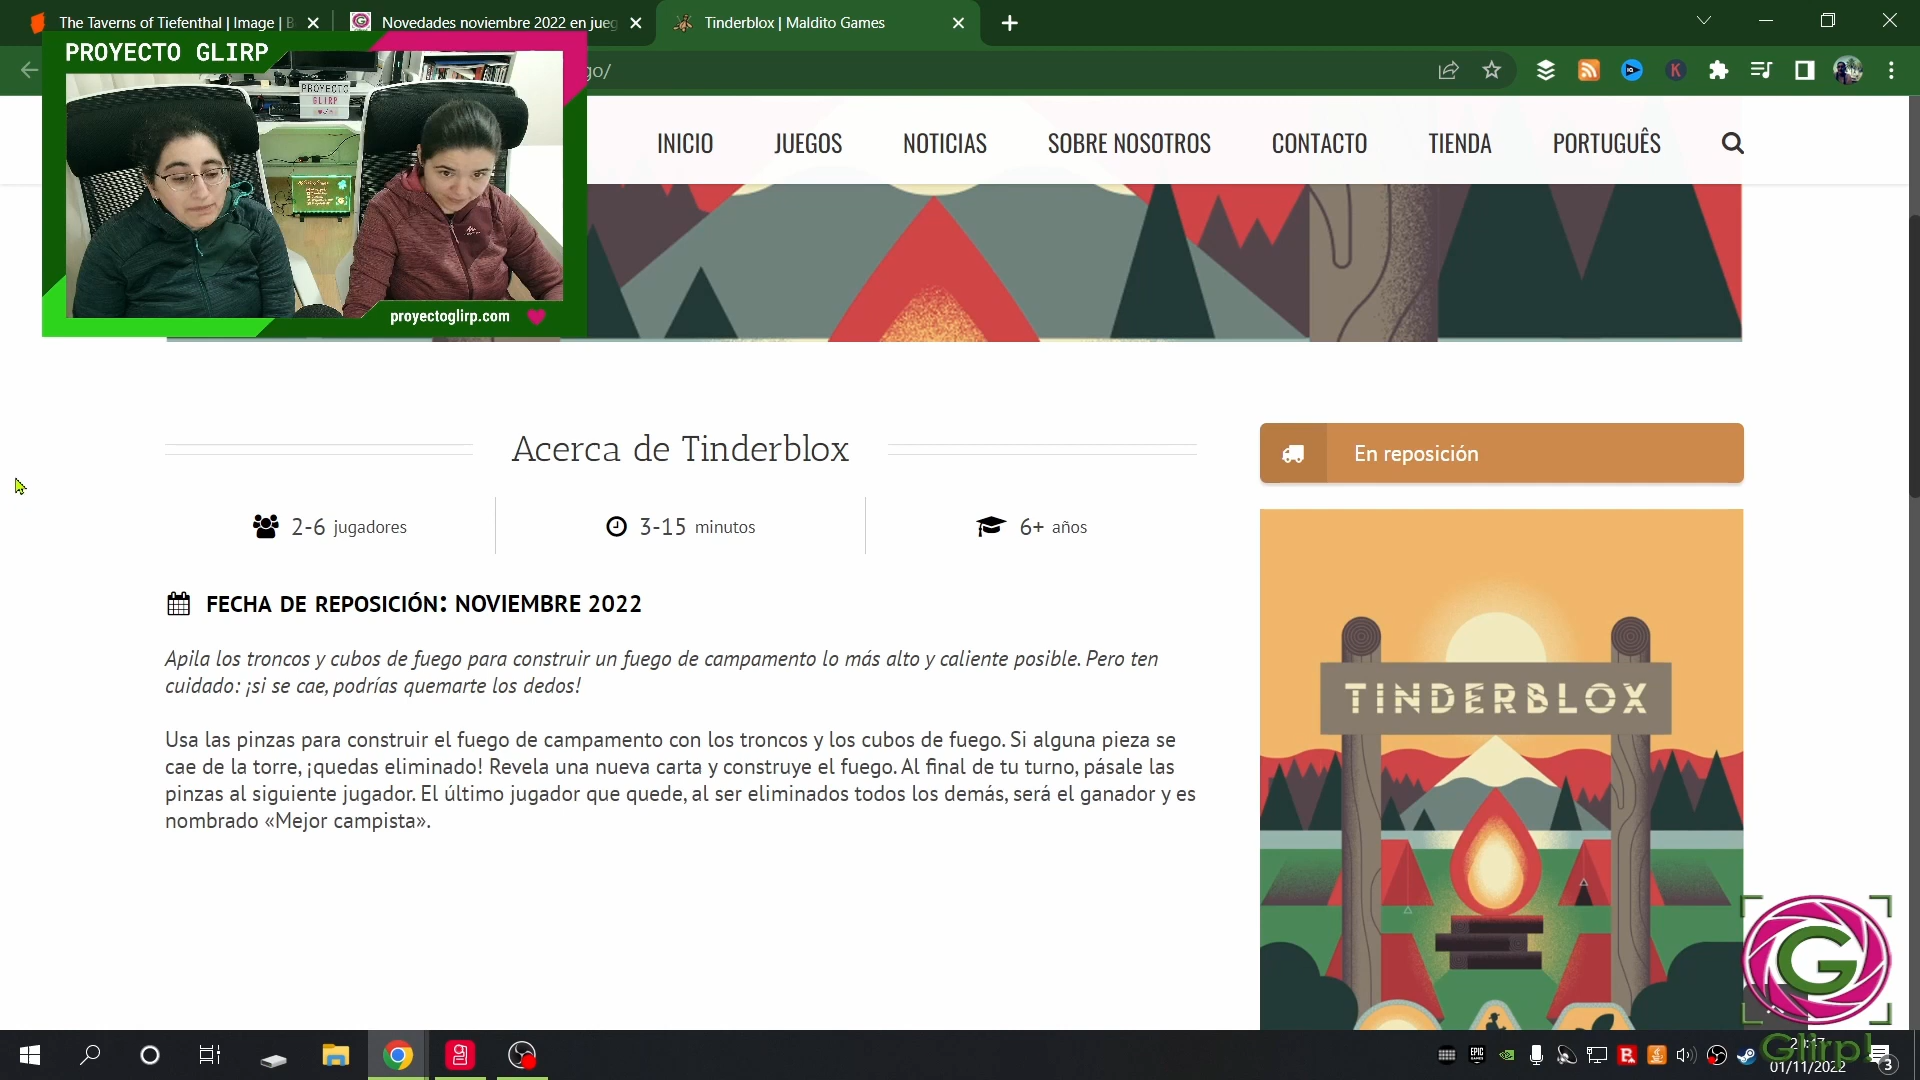 The Taverns of Tiefenthal | Image | B
Novedades noviembre 2022 en jueg
Tinderblox | Maldito Games
PROYECTO GLIRP
go/
PROYECTO
GLIRP
proyectoglirp.com
INICIO
JUEGOS
NOTICIAS
SOBRE NOSOTROS
CONTACTO
TIENDA
PORTUGUÊS
Acerca de Tinderblox
En reposición
2-6 jugadores
3-15 minutos
6+ años
FECHA DE REPOSICIÓN: NOVIEMBRE 2022
Apila los troncos y cubos de fuego para construir un fuego de campamento lo más alto y caliente posible. Pero ten
cuidado: ¡si se cae, podrías quemarte los dedos!
Usa las pinzas para construir el fuego de campamento con los troncos y los cubos de fuego. Si alguna pieza se
cae de la torre, ¡quedas eliminado! Revela una nueva carta y construye el fuego. Al final de tu turno, pásale las
pinzas al siguiente jugador. El último jugador que quede, al ser eliminados todos los demás, será el ganador y es
nombrado «Mejor campista».
TINDERBLOX
G
Glirp!
01/11/2022
3